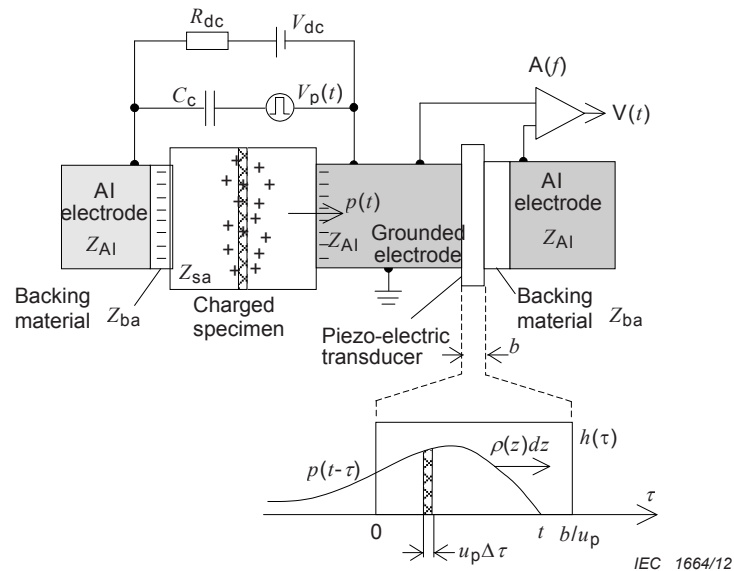 R_dc
V_dc
C_c
V_p(t)
A(f)
V(t)
Al
electrode
Z_Al
p(t)
Z_sa
Z_Al
Grounded
electrode
Al
electrode
Z_Al
Backing
material Z_ba
Charged
specimen
Piezo-electric
transducer
Backing
material Z_ba
b
h(τ)
p(t-τ)
ρ(z)dz
τ
0
t
b/u_p
u_pΔτ
IEC 1664/12